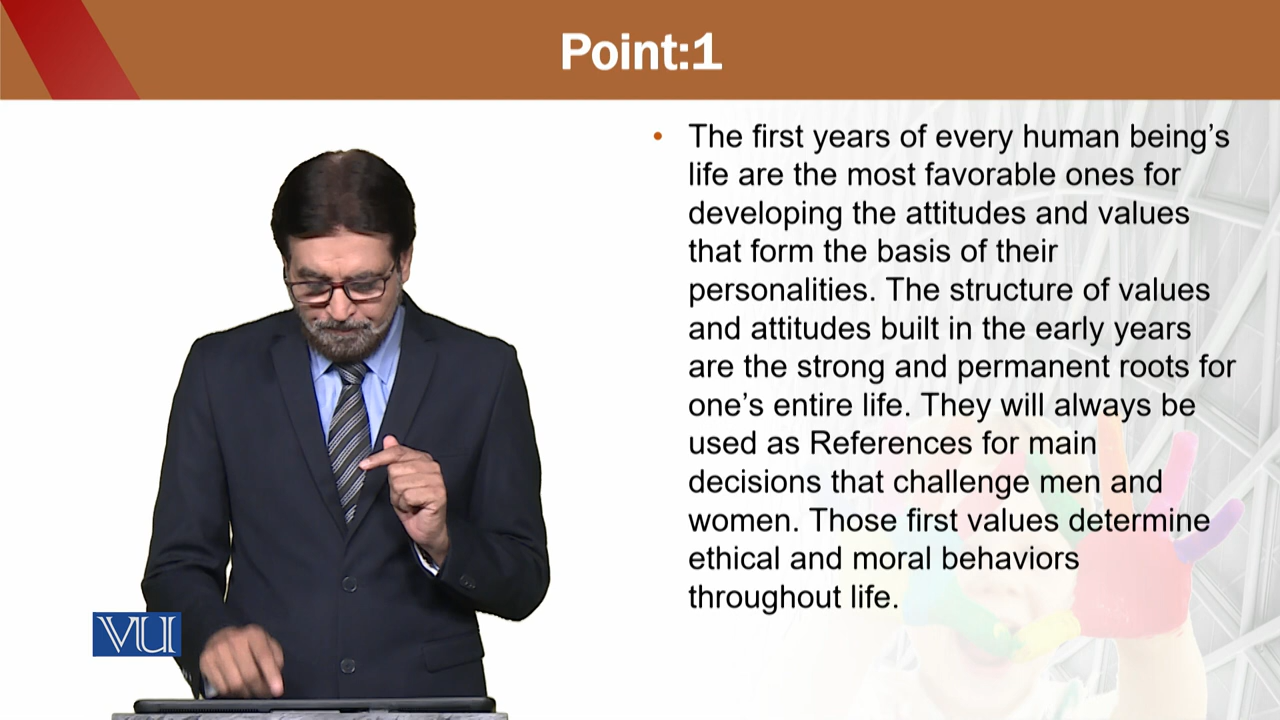 Point:1
• The first years of every human being’s
life are the most favorable ones for
developing the attitudes and values
that form the basis of their
personalities. The structure of values
and attitudes built in the early years
are the strong and permanent roots for
one’s entire life. They will always be
used as References for main
decisions that challenge men and
women. Those first values determine
ethical and moral behaviors
throughout life.
VU